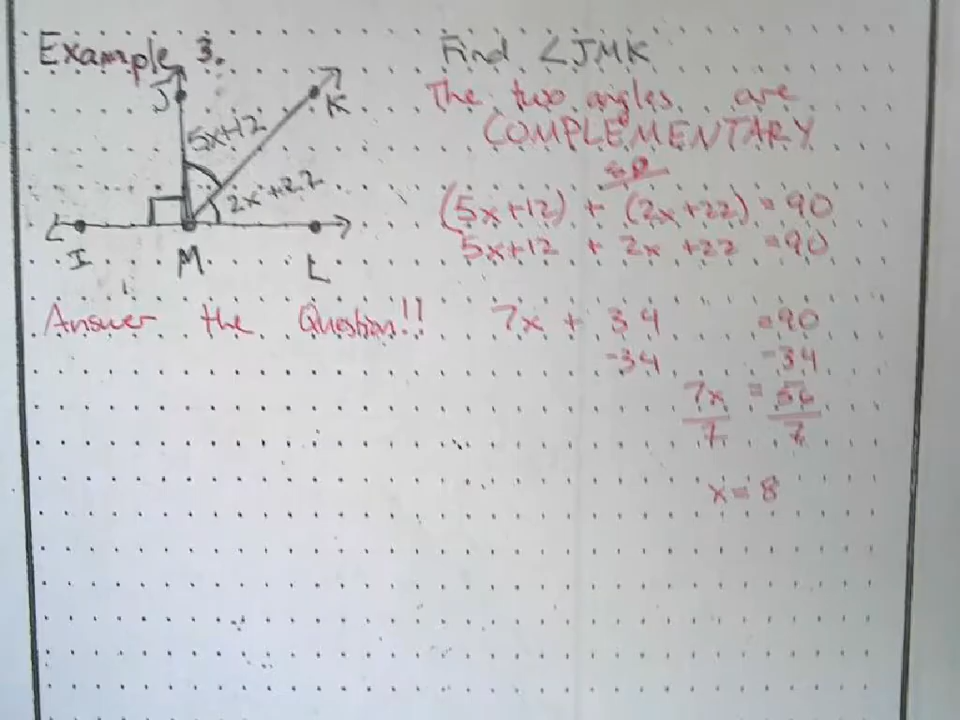 Example 3.
J
K
5x+12
2x+22
I
M
L
Find ∠JMK
The two angles are
COMPLEMENTARY
so
(5x+12) + (2x+22) = 90
5x+12 + 2x +22 = 90
Answer the Question!!
7x + 34 = 90
-34 -34
7x = 56
7 7
x = 8